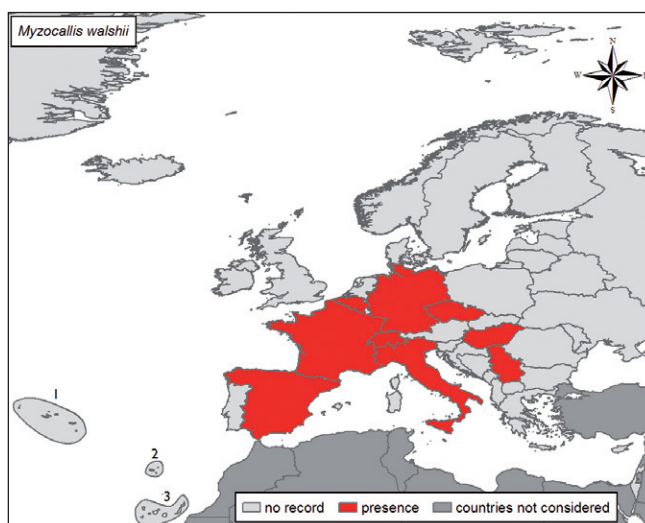 Myzocallis walshii
N
W
S
1
2
3
no record presence countries not considered